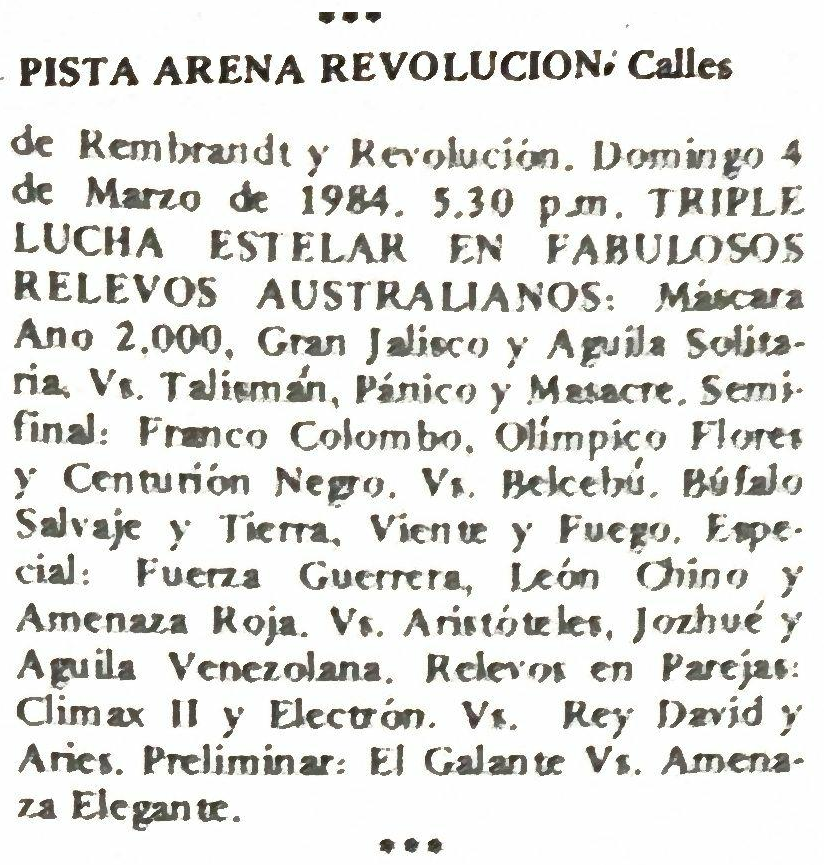 ***
PISTA ARENA REVOLUCION: Calles
de Rembrandt y Revolución. Domingo 4
de Marzo de 1984. 5.30 p.m. TRIPLE
LUCHA ESTELAR EN FABULOSOS
RELEVOS AUSTRALIANOS: Máscara
Ano 2.000, Gran Jalisco y Aguila Solita-
ria. Vs. Talismán, Pánico y Masacre. Semi-
final: Franco Colombo, Olímpico Flores
y Centurión Negro. Vs. Belcebú, Búfalo
Salvaje y Tierra, Viente y Fuego. Espe-
cial: Fuerza Guerrera, León Chino y
Amenaza Roja. Vs. Aristóteles, Jozhué y
Aguila Venezolana. Relevos en Parejas:
Climax II y Electrón. Vs. Rey David y
Aries. Preliminar: El Galante Vs. Amena-
za Elegante.
***